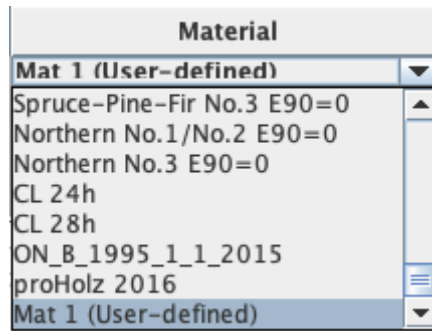 Material
Mat 1 (User-defined)
Spruce-Pine-Fir No.3 E90=0
Northern No.1/No.2 E90=0
Northern No.3 E90=0
CL 24h
CL 28h
ON_B_1995_1_1_2015
proHolz 2016
Mat 1 (User-defined)